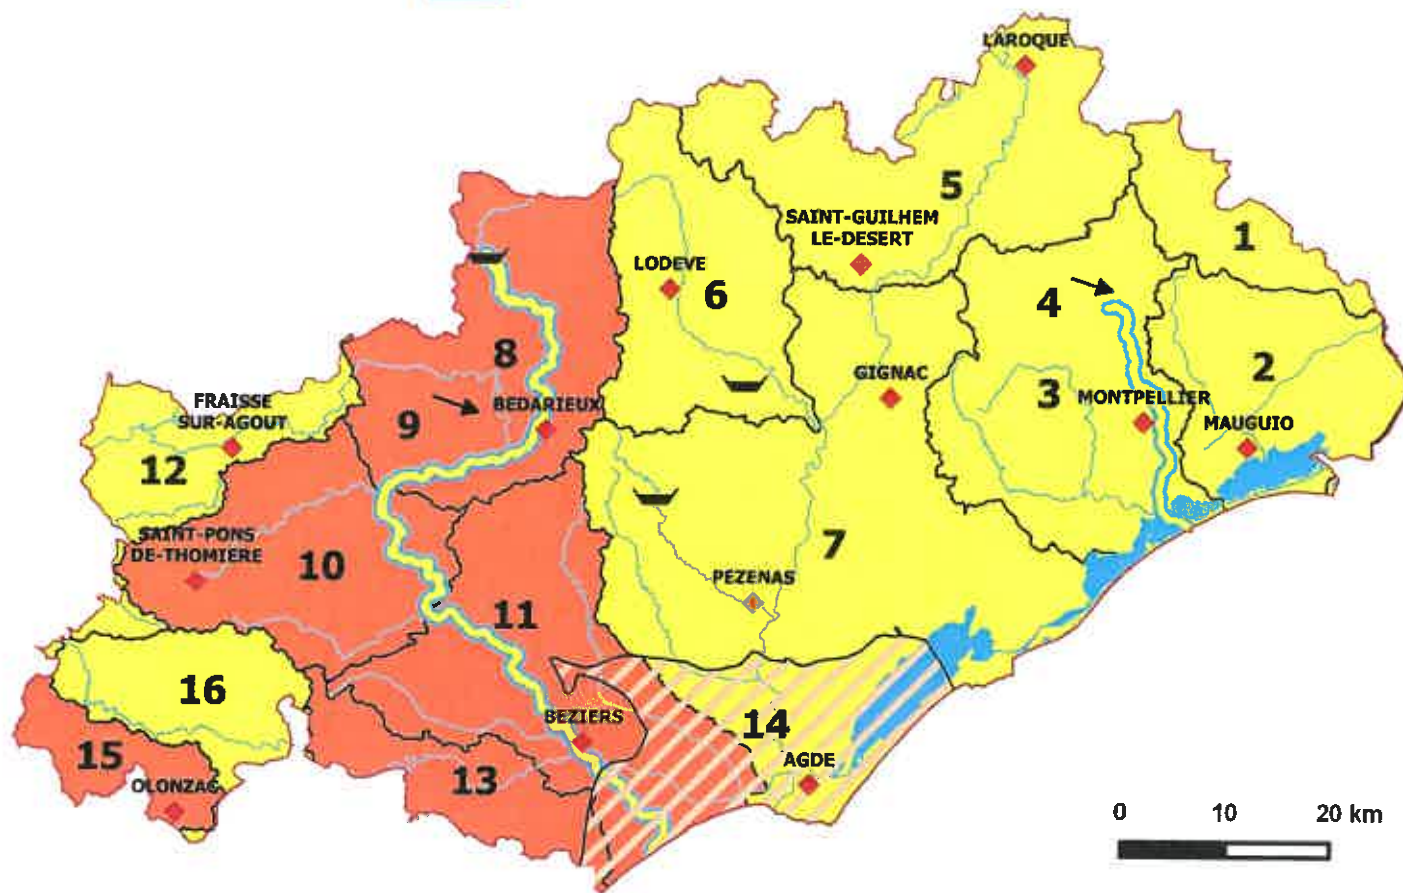 LAROQUE
5
SAINT-GUILHEM
LE-DESERT
1
LODEVE
6
4
8
GIGNAC
2
3
MONTPELLIER
FRAISSE
SUR-AGOUT
BEDARIEUX
9
MAUGUIO
12
SAINT-PONS
DE-THOMIERE
10
7
PEZENAS
11
16
BEZIERS
14
15
AGDE
13
OLONZAC
0 10 20 km